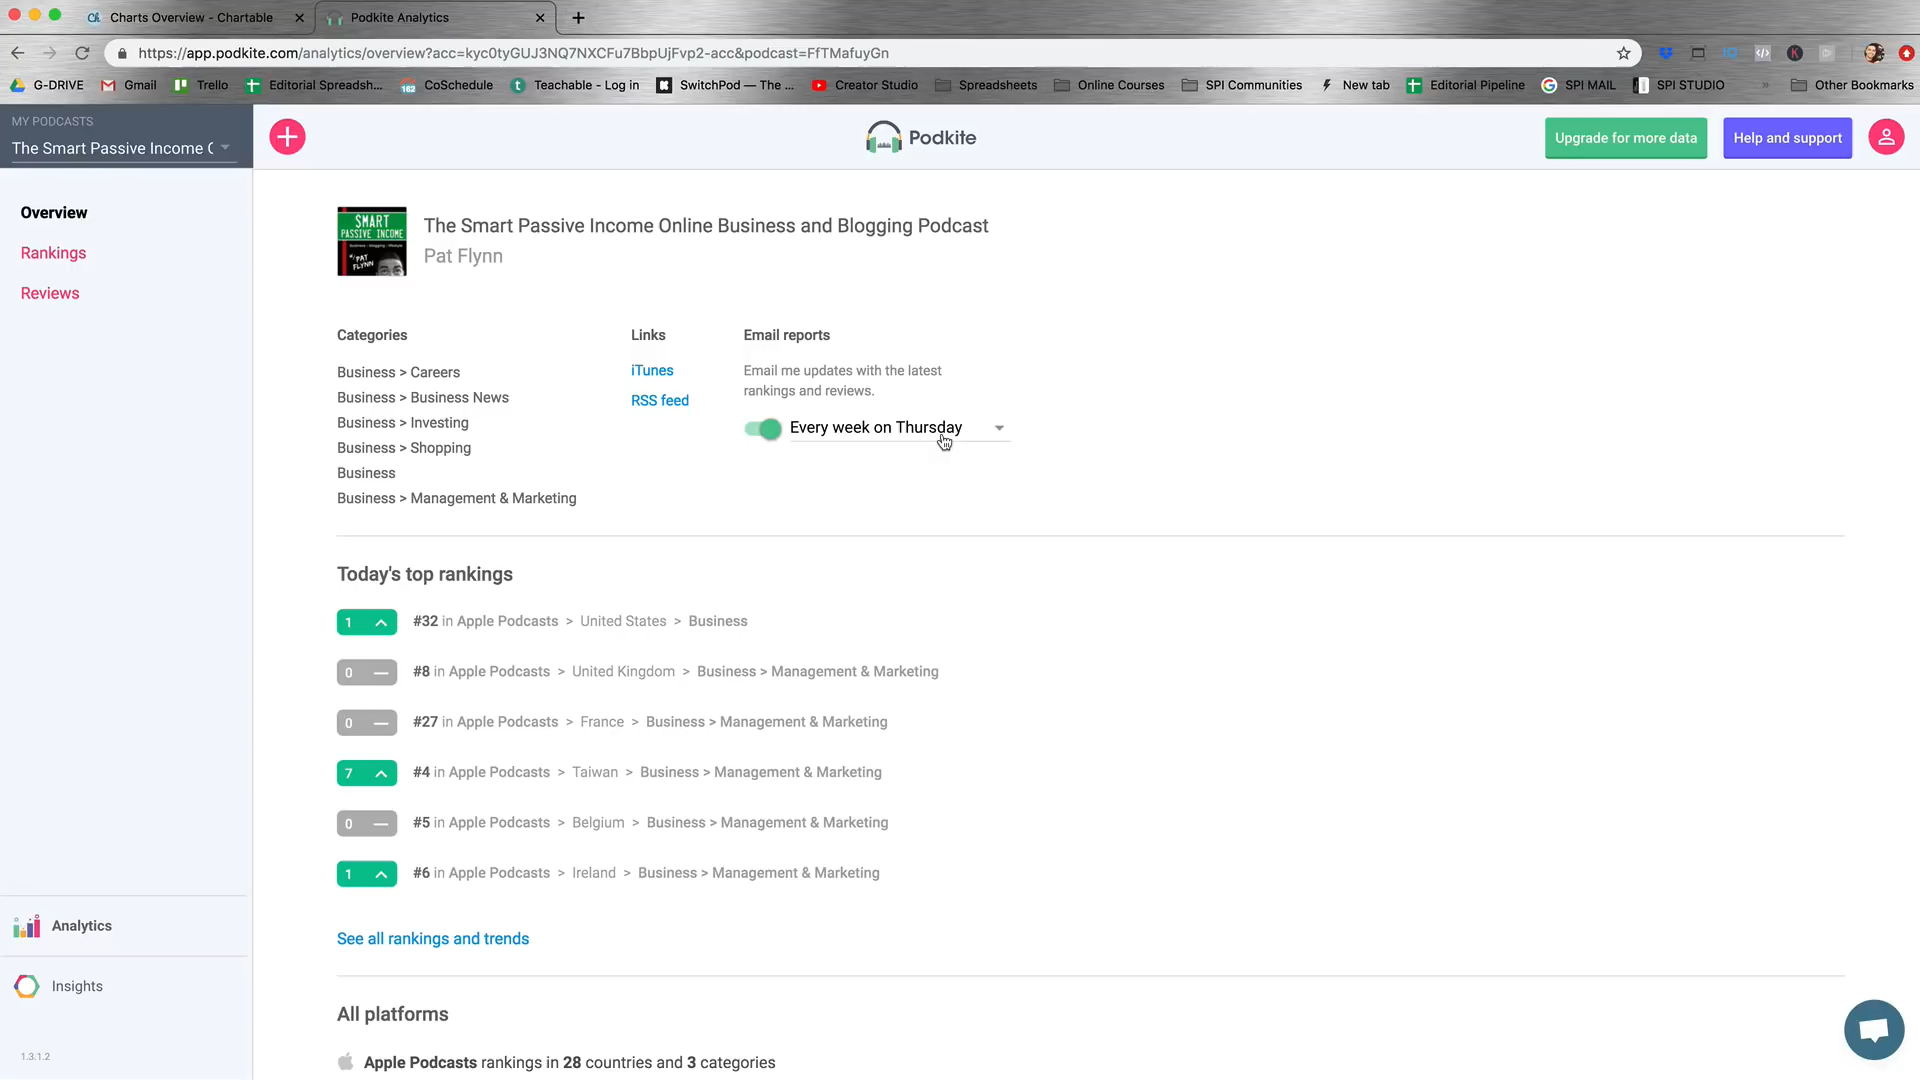 Charts Overview - Chartable
Podkite Analytics
https://app.podkite.com/analytics/overview?acc=kyc0tyGUJ3NQ7NXCFu7BbpUjFvp2-acc&podcast=FfTMafuyGn
G-DRIVE
Gmail
Trello
Editorial Spreadsh...
162
CoSchedule
Teachable - Log in
SwitchPod — The ...
Creator Studio
Spreadsheets
Online Courses
SPI Communities
New tab
Editorial Pipeline
SPI MAIL
SPI STUDIO
»
Other Bookmarks
MY PODCASTS
The Smart Passive Income O
Podkite
Upgrade for more data
Help and support
Overview
Rankings
Reviews
SMART
PASSIVE INCOME
PAT
FLYNN
The Smart Passive Income Online Business and Blogging Podcast
Pat Flynn
Categories
Business > Careers
Business > Business News
Business > Investing
Business > Shopping
Business
Business > Management & Marketing
Links
iTunes
RSS feed
Email reports
Email me updates with the latest
rankings and reviews.
Every week on Thursday
Today's top rankings
1 #32 in Apple Podcasts > United States > Business
0 #8 in Apple Podcasts > United Kingdom > Business > Management & Marketing
0 #27 in Apple Podcasts > France > Business > Management & Marketing
7 #4 in Apple Podcasts > Taiwan > Business > Management & Marketing
0 #5 in Apple Podcasts > Belgium > Business > Management & Marketing
1 #6 in Apple Podcasts > Ireland > Business > Management & Marketing
See all rankings and trends
All platforms
Apple Podcasts rankings in 28 countries and 3 categories
Analytics
Insights
1.3.1.2